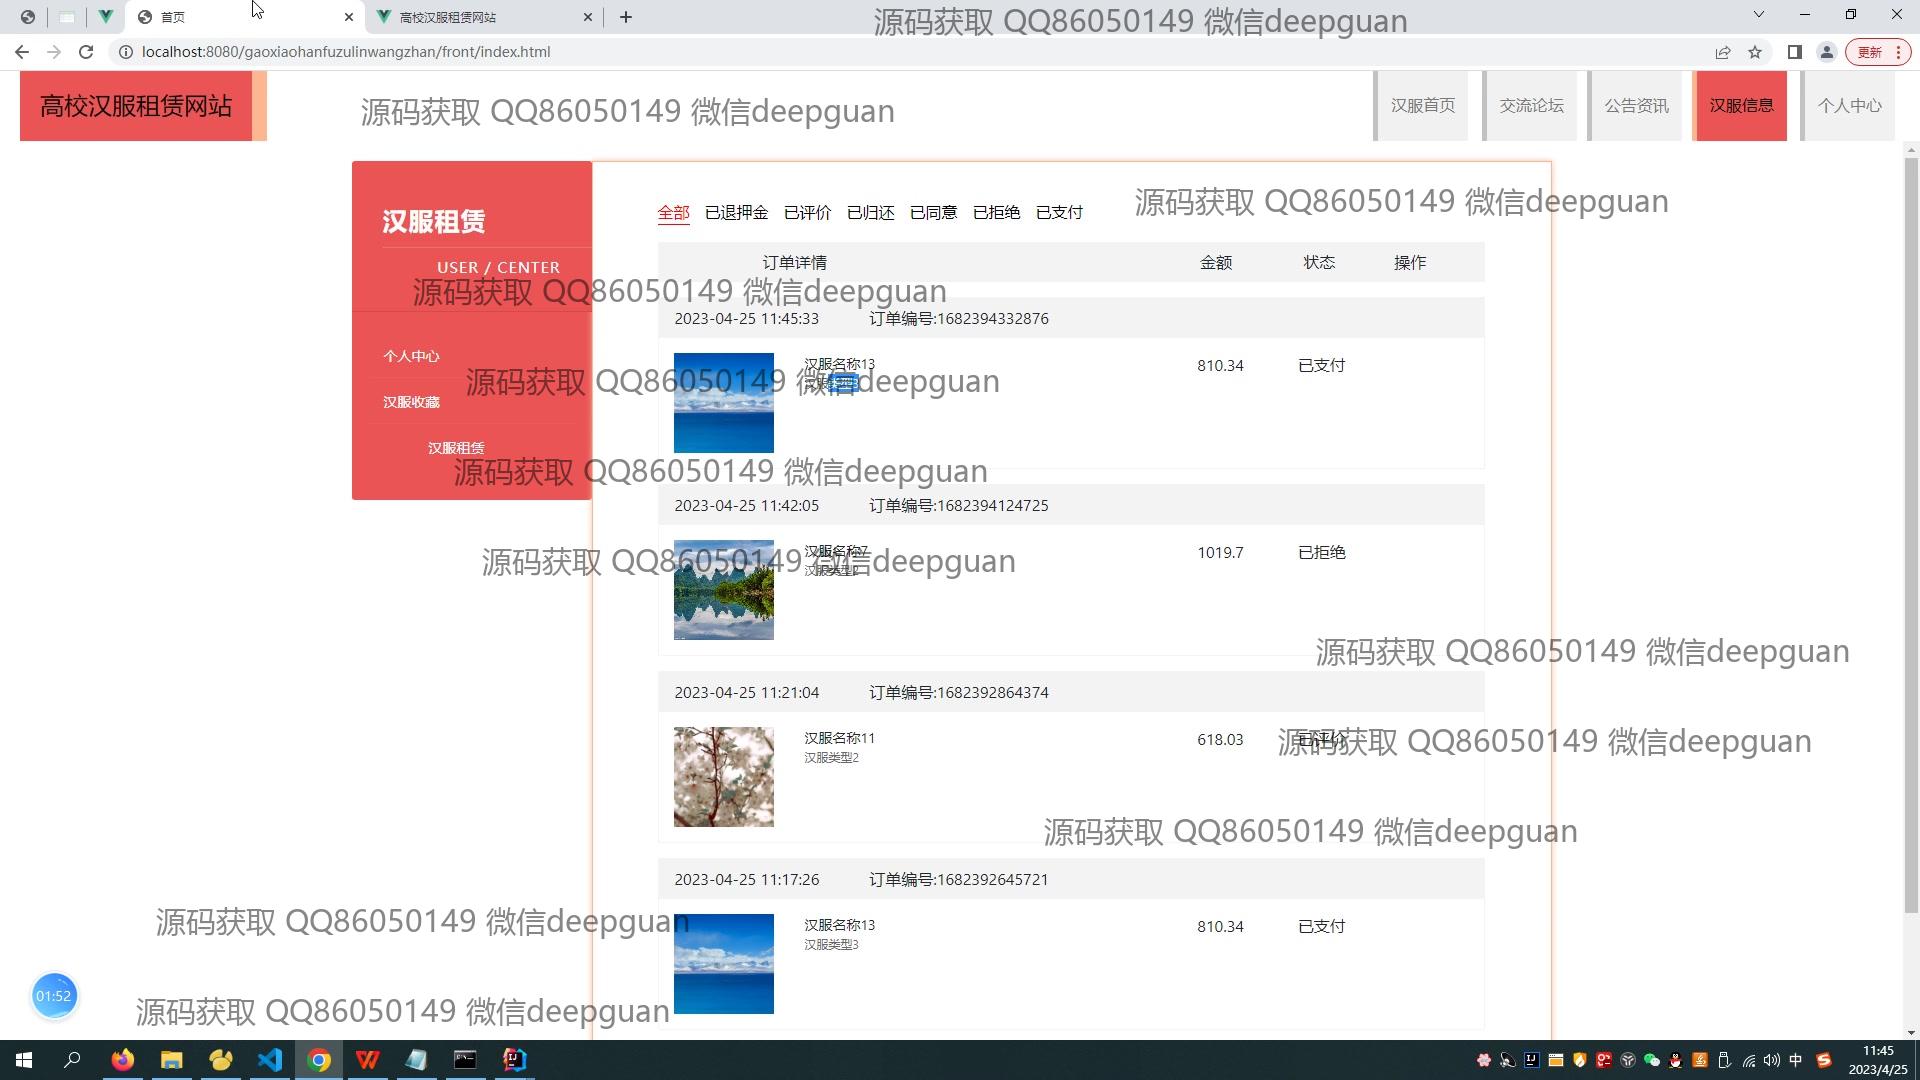 首页
高校汉服租赁网站
源码获取 QQ86050149 微信deepguan
localhost:8080/gaoxiaohanfuzulinwangzhan/front/index.html
更新
高校汉服租赁网站
源码获取 QQ86050149 微信deepguan
汉服首页
交流论坛
公告资讯
汉服信息
个人中心
汉服租赁
USER / CENTER
个人中心
汉服收藏
汉服租赁
全部 已退押金 已评价 已归还 已同意 已拒绝 已支付
源码获取 QQ86050149 微信deepguan
订单详情 金额 状态 操作
源码获取 QQ86050149 微信deepguan
2023-04-25 11:45:33 订单编号:1682394332876
汉服名称13 810.34 已支付
汉服类型3
源码获取 QQ86050149 微信deepguan
源码获取 QQ86050149 微信deepguan
2023-04-25 11:42:05 订单编号:1682394124725
汉服名称7 1019.7 已拒绝
汉服类型2
源码获取 QQ86050149 微信deepguan
源码获取 QQ86050149 微信deepguan
2023-04-25 11:21:04 订单编号:1682392864374
汉服名称11 618.03 已评价
汉服类型2
源码获取 QQ86050149 微信deepguan
源码获取 QQ86050149 微信deepguan
2023-04-25 11:17:26 订单编号:1682392645721
汉服名称13 810.34 已支付
汉服类型3
源码获取 QQ86050149 微信deepguan
01:52
源码获取 QQ86050149 微信deepguan
中
11:45
2023/4/25